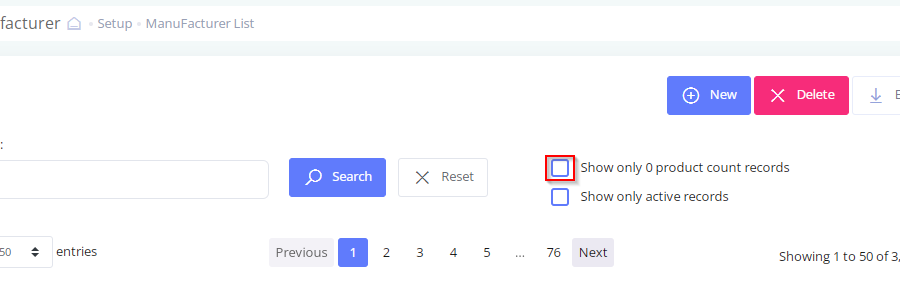 facturer Setup ManuFacturer List
New Delete
:
Search Reset Show only 0 product count records
Show only active records
50 entries Previous 1 2 3 4 5 ... 76 Next Showing 1 to 50 of 3,